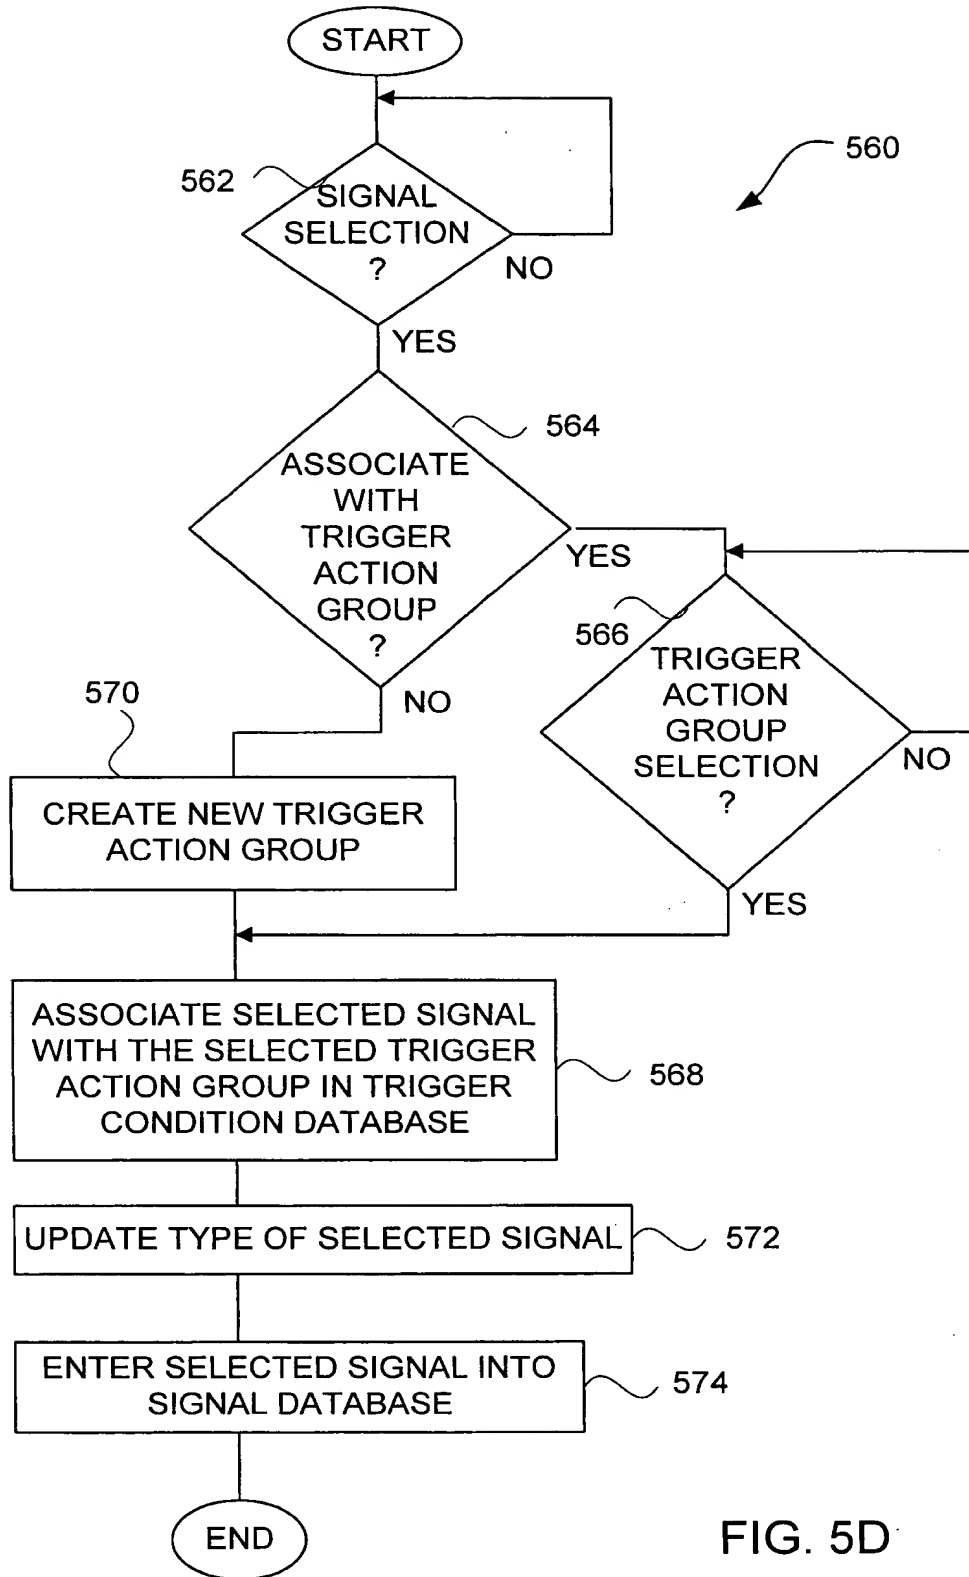 START
560
562
SIGNAL
SELECTION
?
NO
YES
564
ASSOCIATE
WITH
TRIGGER
ACTION
GROUP
?
YES
NO
566
TRIGGER
ACTION
GROUP
SELECTION
?
NO
YES
570
CREATE NEW TRIGGER
ACTION GROUP
ASSOCIATE SELECTED SIGNAL
WITH THE SELECTED TRIGGER
ACTION GROUP IN TRIGGER
CONDITION DATABASE
568
UPDATE TYPE OF SELECTED SIGNAL
572
ENTER SELECTED SIGNAL INTO
SIGNAL DATABASE
574
END
FIG. 5D